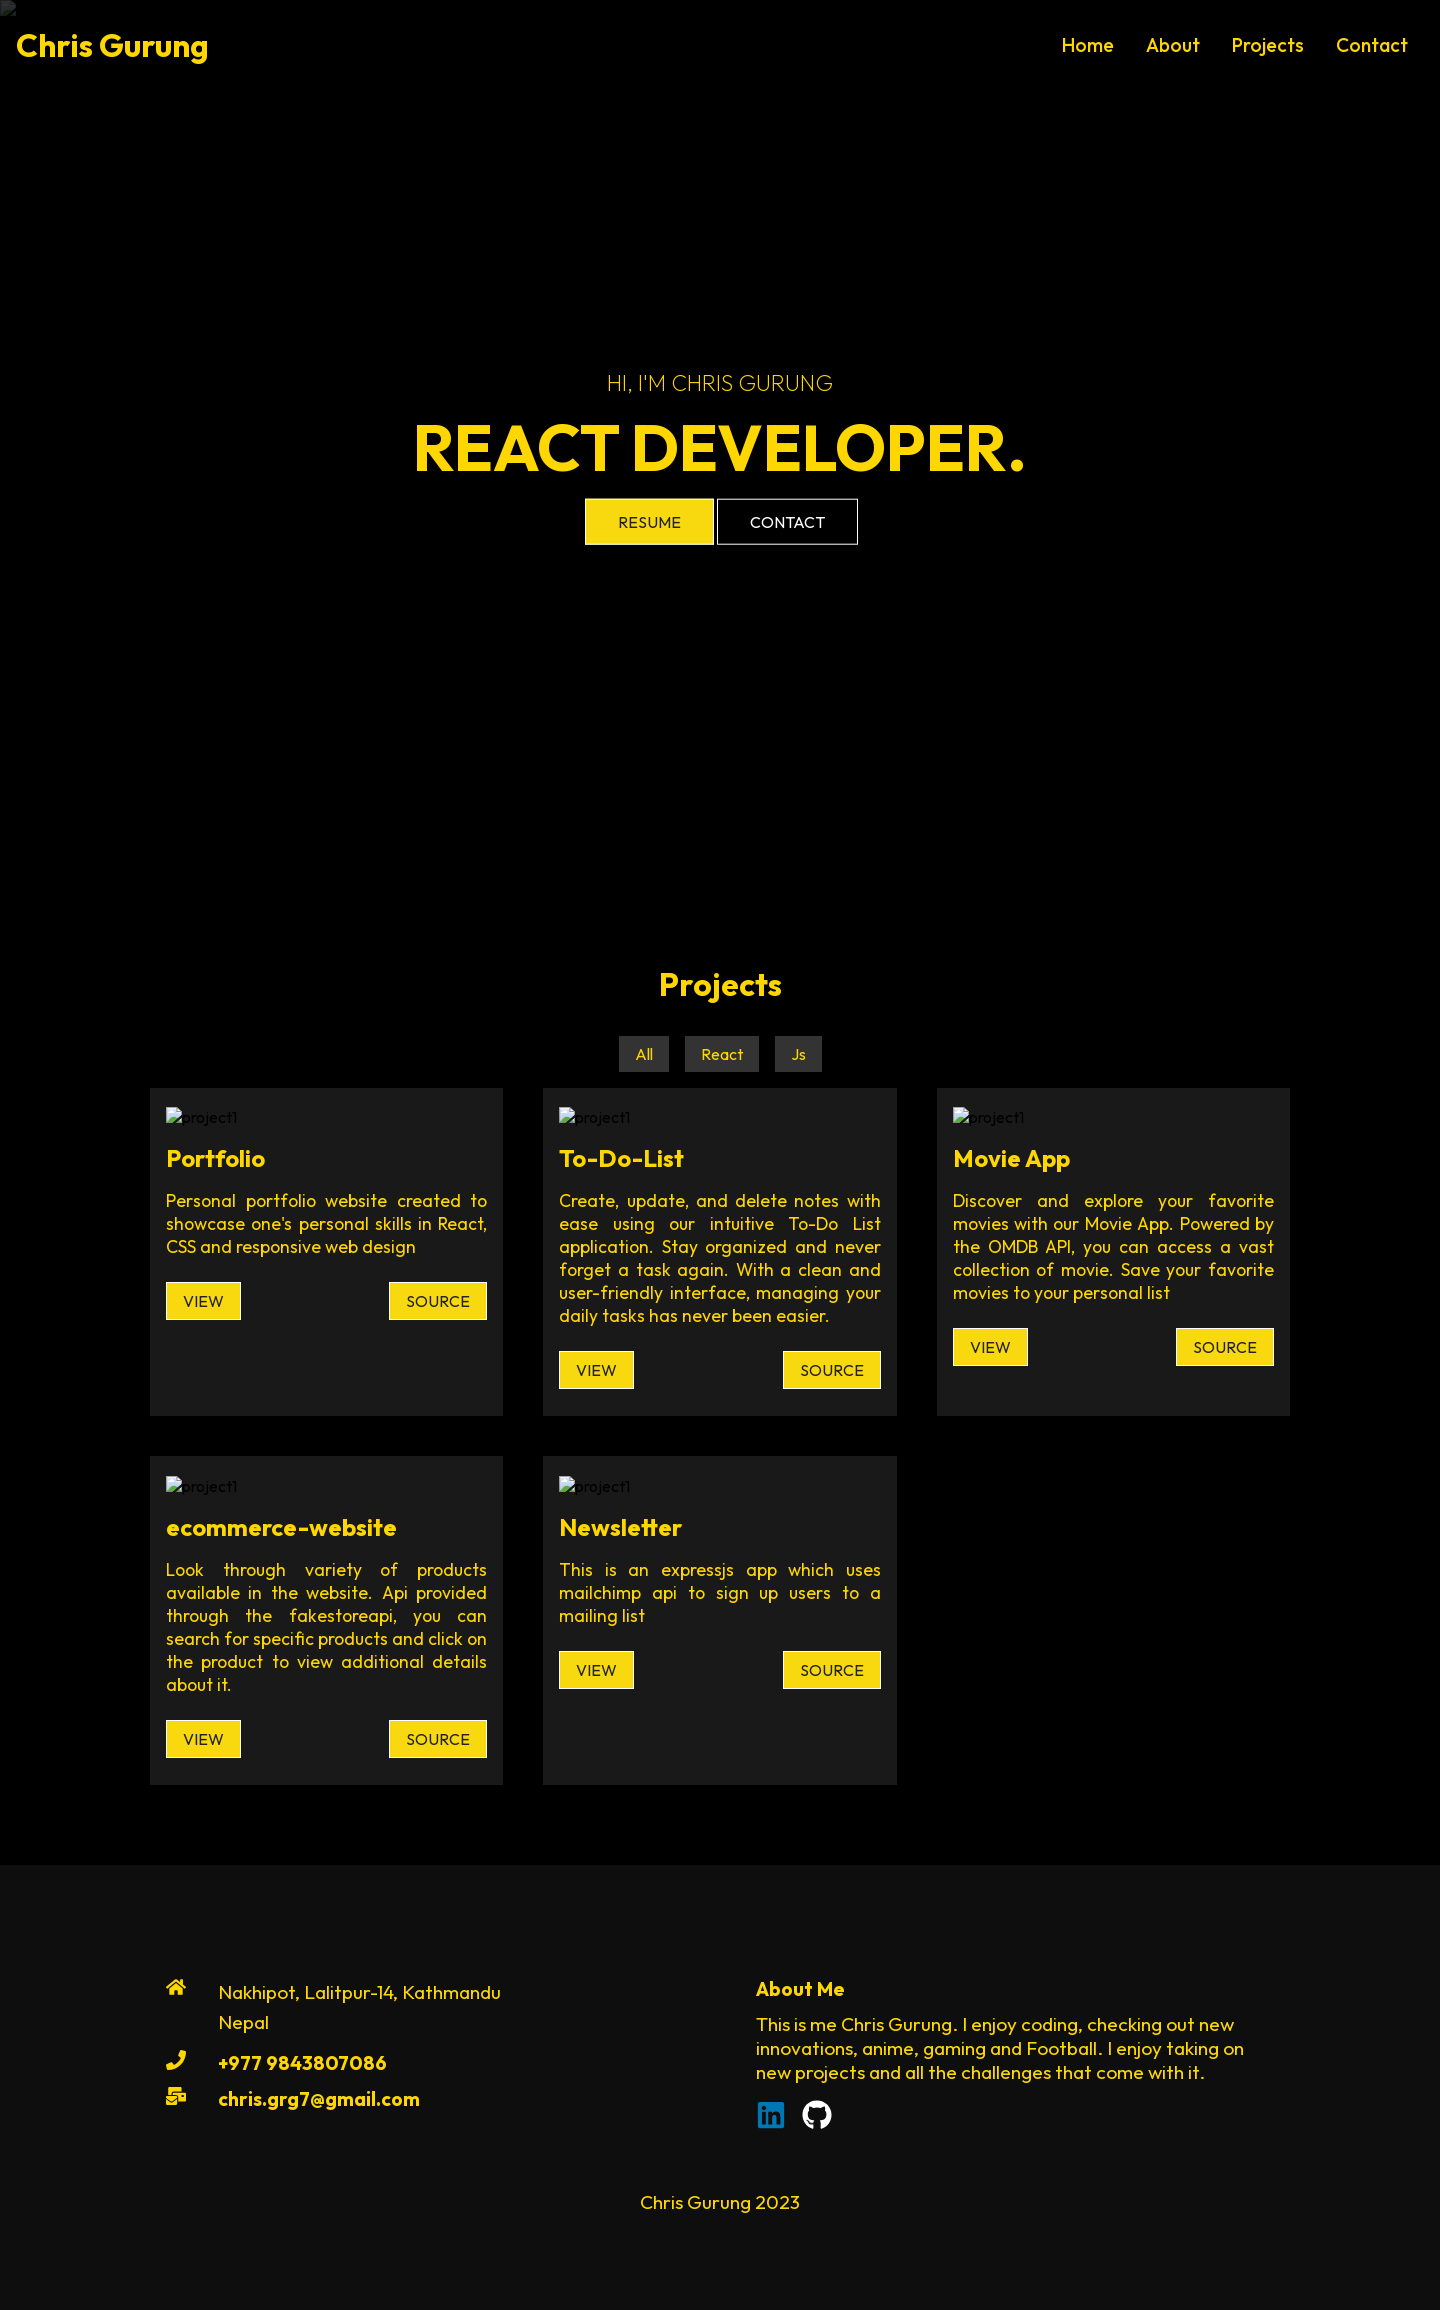 Chris Gurung
Home About Projects Contact
HI, I'M CHRIS GURUNG
REACT DEVELOPER.
RESUME CONTACT
Projects
All React Js
project1
Portfolio
Personal portfolio website created to
showcase one's personal skills in React,
CSS and responsive web design
VIEW SOURCE
project1
To-Do-List
Create, update, and delete notes with
ease using our intuitive To-Do List
application. Stay organized and never
forget a task again. With a clean and
user-friendly interface, managing your
daily tasks has never been easier.
VIEW SOURCE
project1
Movie App
Discover and explore your favorite
movies with our Movie App. Powered by
the OMDB API, you can access a vast
collection of movie. Save your favorite
movies to your personal list
VIEW SOURCE
project1
ecommerce-website
Look through variety of products
available in the website. Api provided
through the fakestoreapi, you can
search for specific products and click on
the product to view additional details
about it.
VIEW SOURCE
project1
Newsletter
This is an expressjs app which uses
mailchimp api to sign up users to a
mailing list
VIEW SOURCE
Nakhipot, Lalitpur-14, Kathmandu
Nepal
+977 9843807086
chris.grg7@gmail.com
About Me
This is me Chris Gurung. I enjoy coding, checking out new
innovations, anime, gaming and Football. I enjoy taking on
new projects and all the challenges that come with it.
Chris Gurung 2023